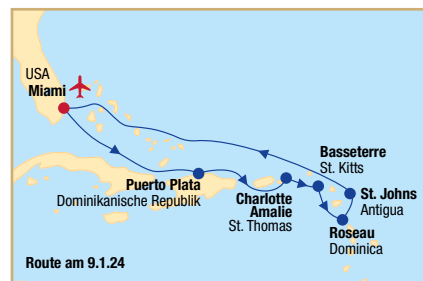 USA
Miami
Puerto Plata
Dominikanische Republik
Charlotte
Amalie
St. Thomas
Basseterre
St. Kitts
St. Johns
Antigua
Roseau
Dominica
Route am 9.1.24